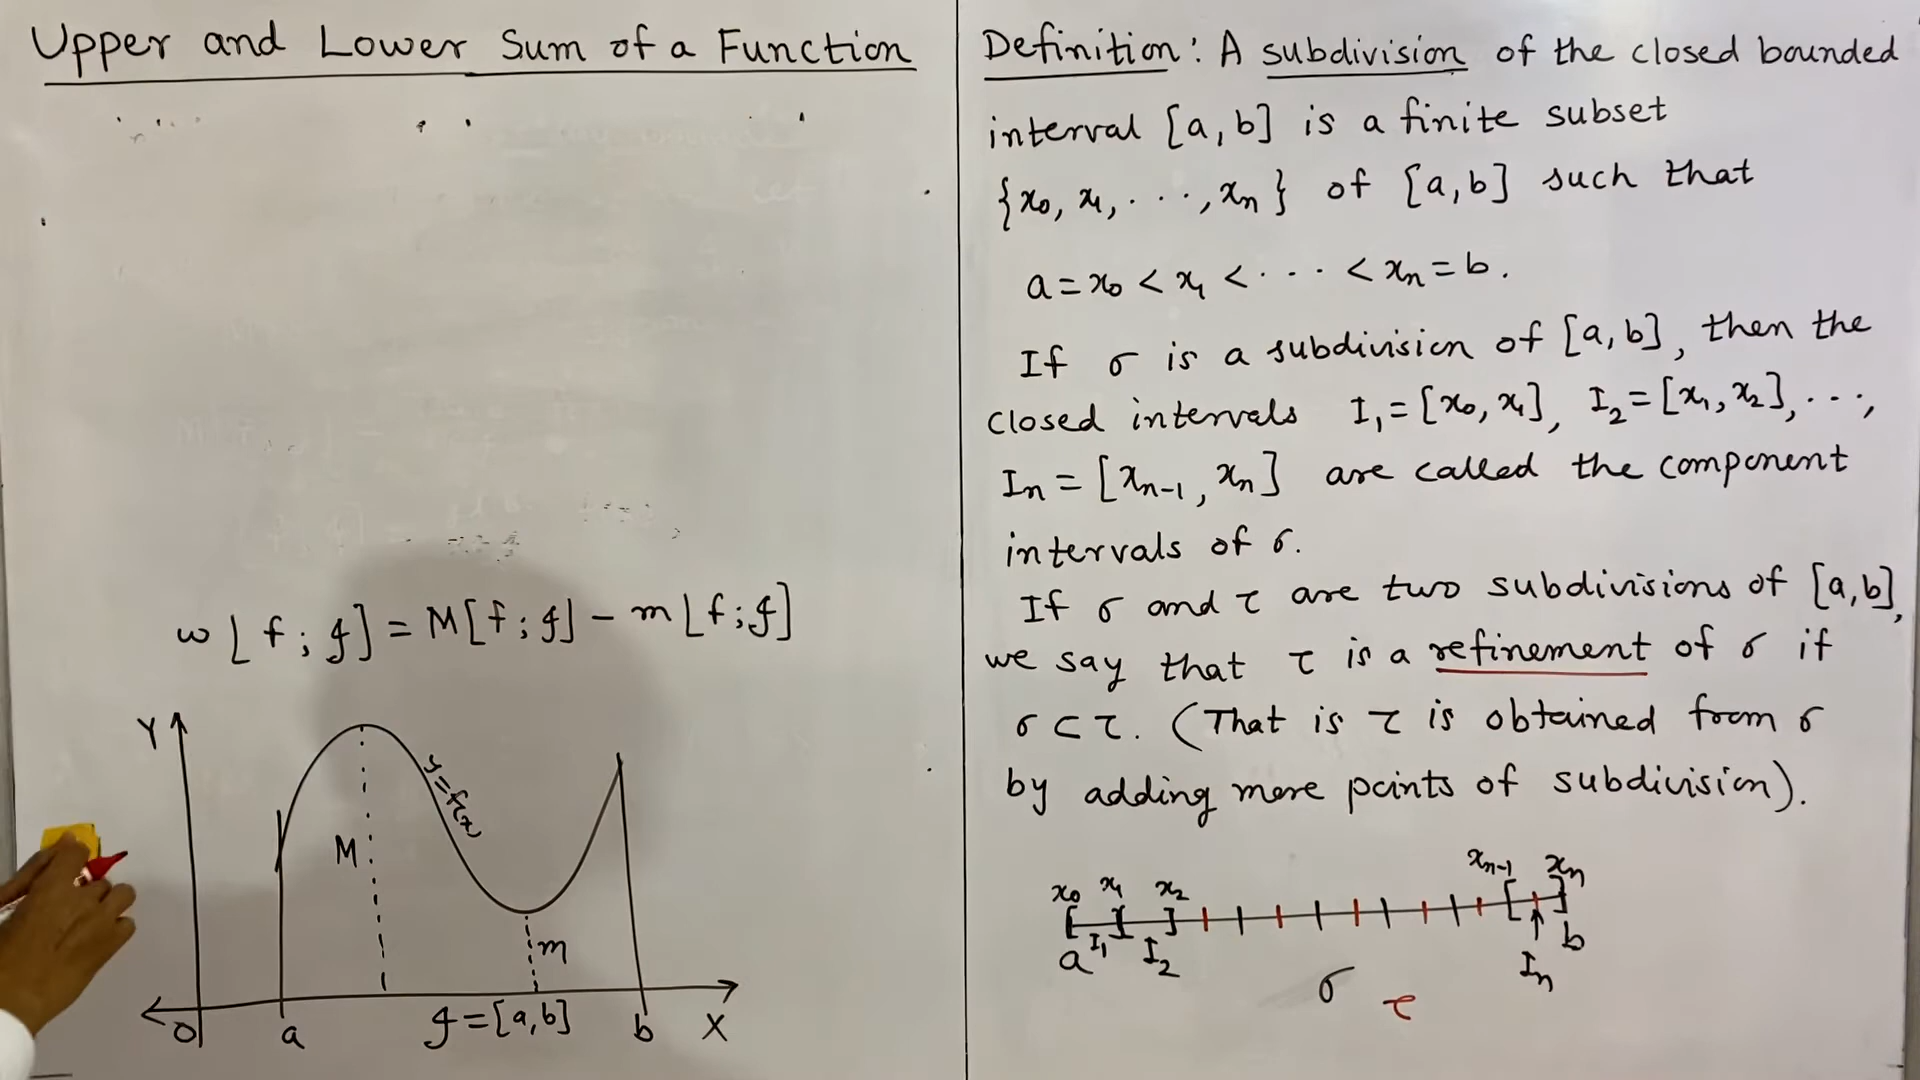 Upper and Lower Sum of a Function
ω[f; J] = M[f; J] - m[f; J]
Y
y=f(x)
M
m
O
a
J=[a,b]
b
X
Definition: A subdivision of the closed bounded
interval [a, b] is a finite subset
{x₀, x₁, ..., xₙ} of [a, b] such that
a = x₀ < x₁ < ... < xₙ = b.
If σ is a subdivision of [a, b], then the
closed intervals I₁ = [x₀, x₁], I₂ = [x₁, x₂], ...,
Iₙ = [xₙ₋₁, xₙ] are called the component
intervals of σ.
If σ and τ are two subdivisions of [a, b],
we say that τ is a refinement of σ if
σ ⊂ τ. (That is τ is obtained from σ
by adding more points of subdivision).
x₀ x₁ x₂ xₙ₋₁ xₙ
a I₁ I₂ Iₙ b
σ τ